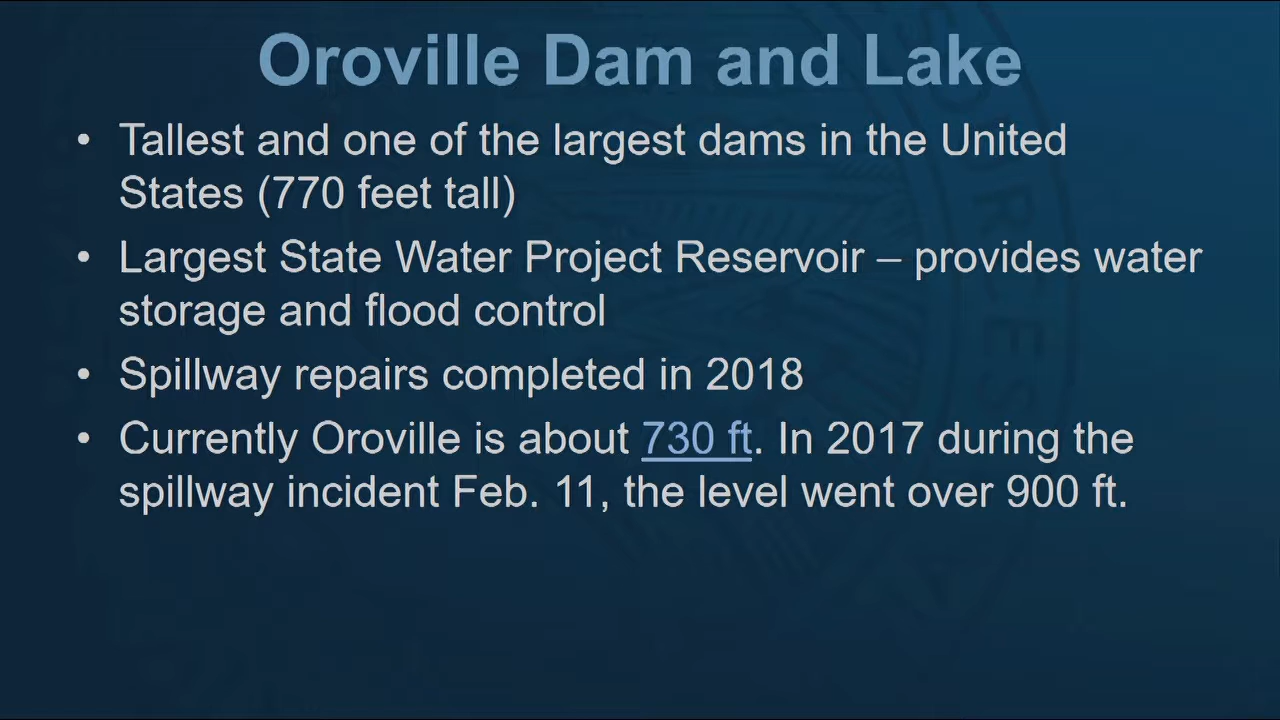 Oroville Dam and Lake
• Tallest and one of the largest dams in the United
States (770 feet tall)
• Largest State Water Project Reservoir – provides water
storage and flood control
• Spillway repairs completed in 2018
• Currently Oroville is about 730 ft. In 2017 during the
spillway incident Feb. 11, the level went over 900 ft.